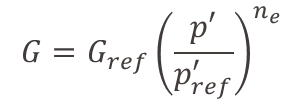 G = G_ref (p′ / p′_ref)^n_e